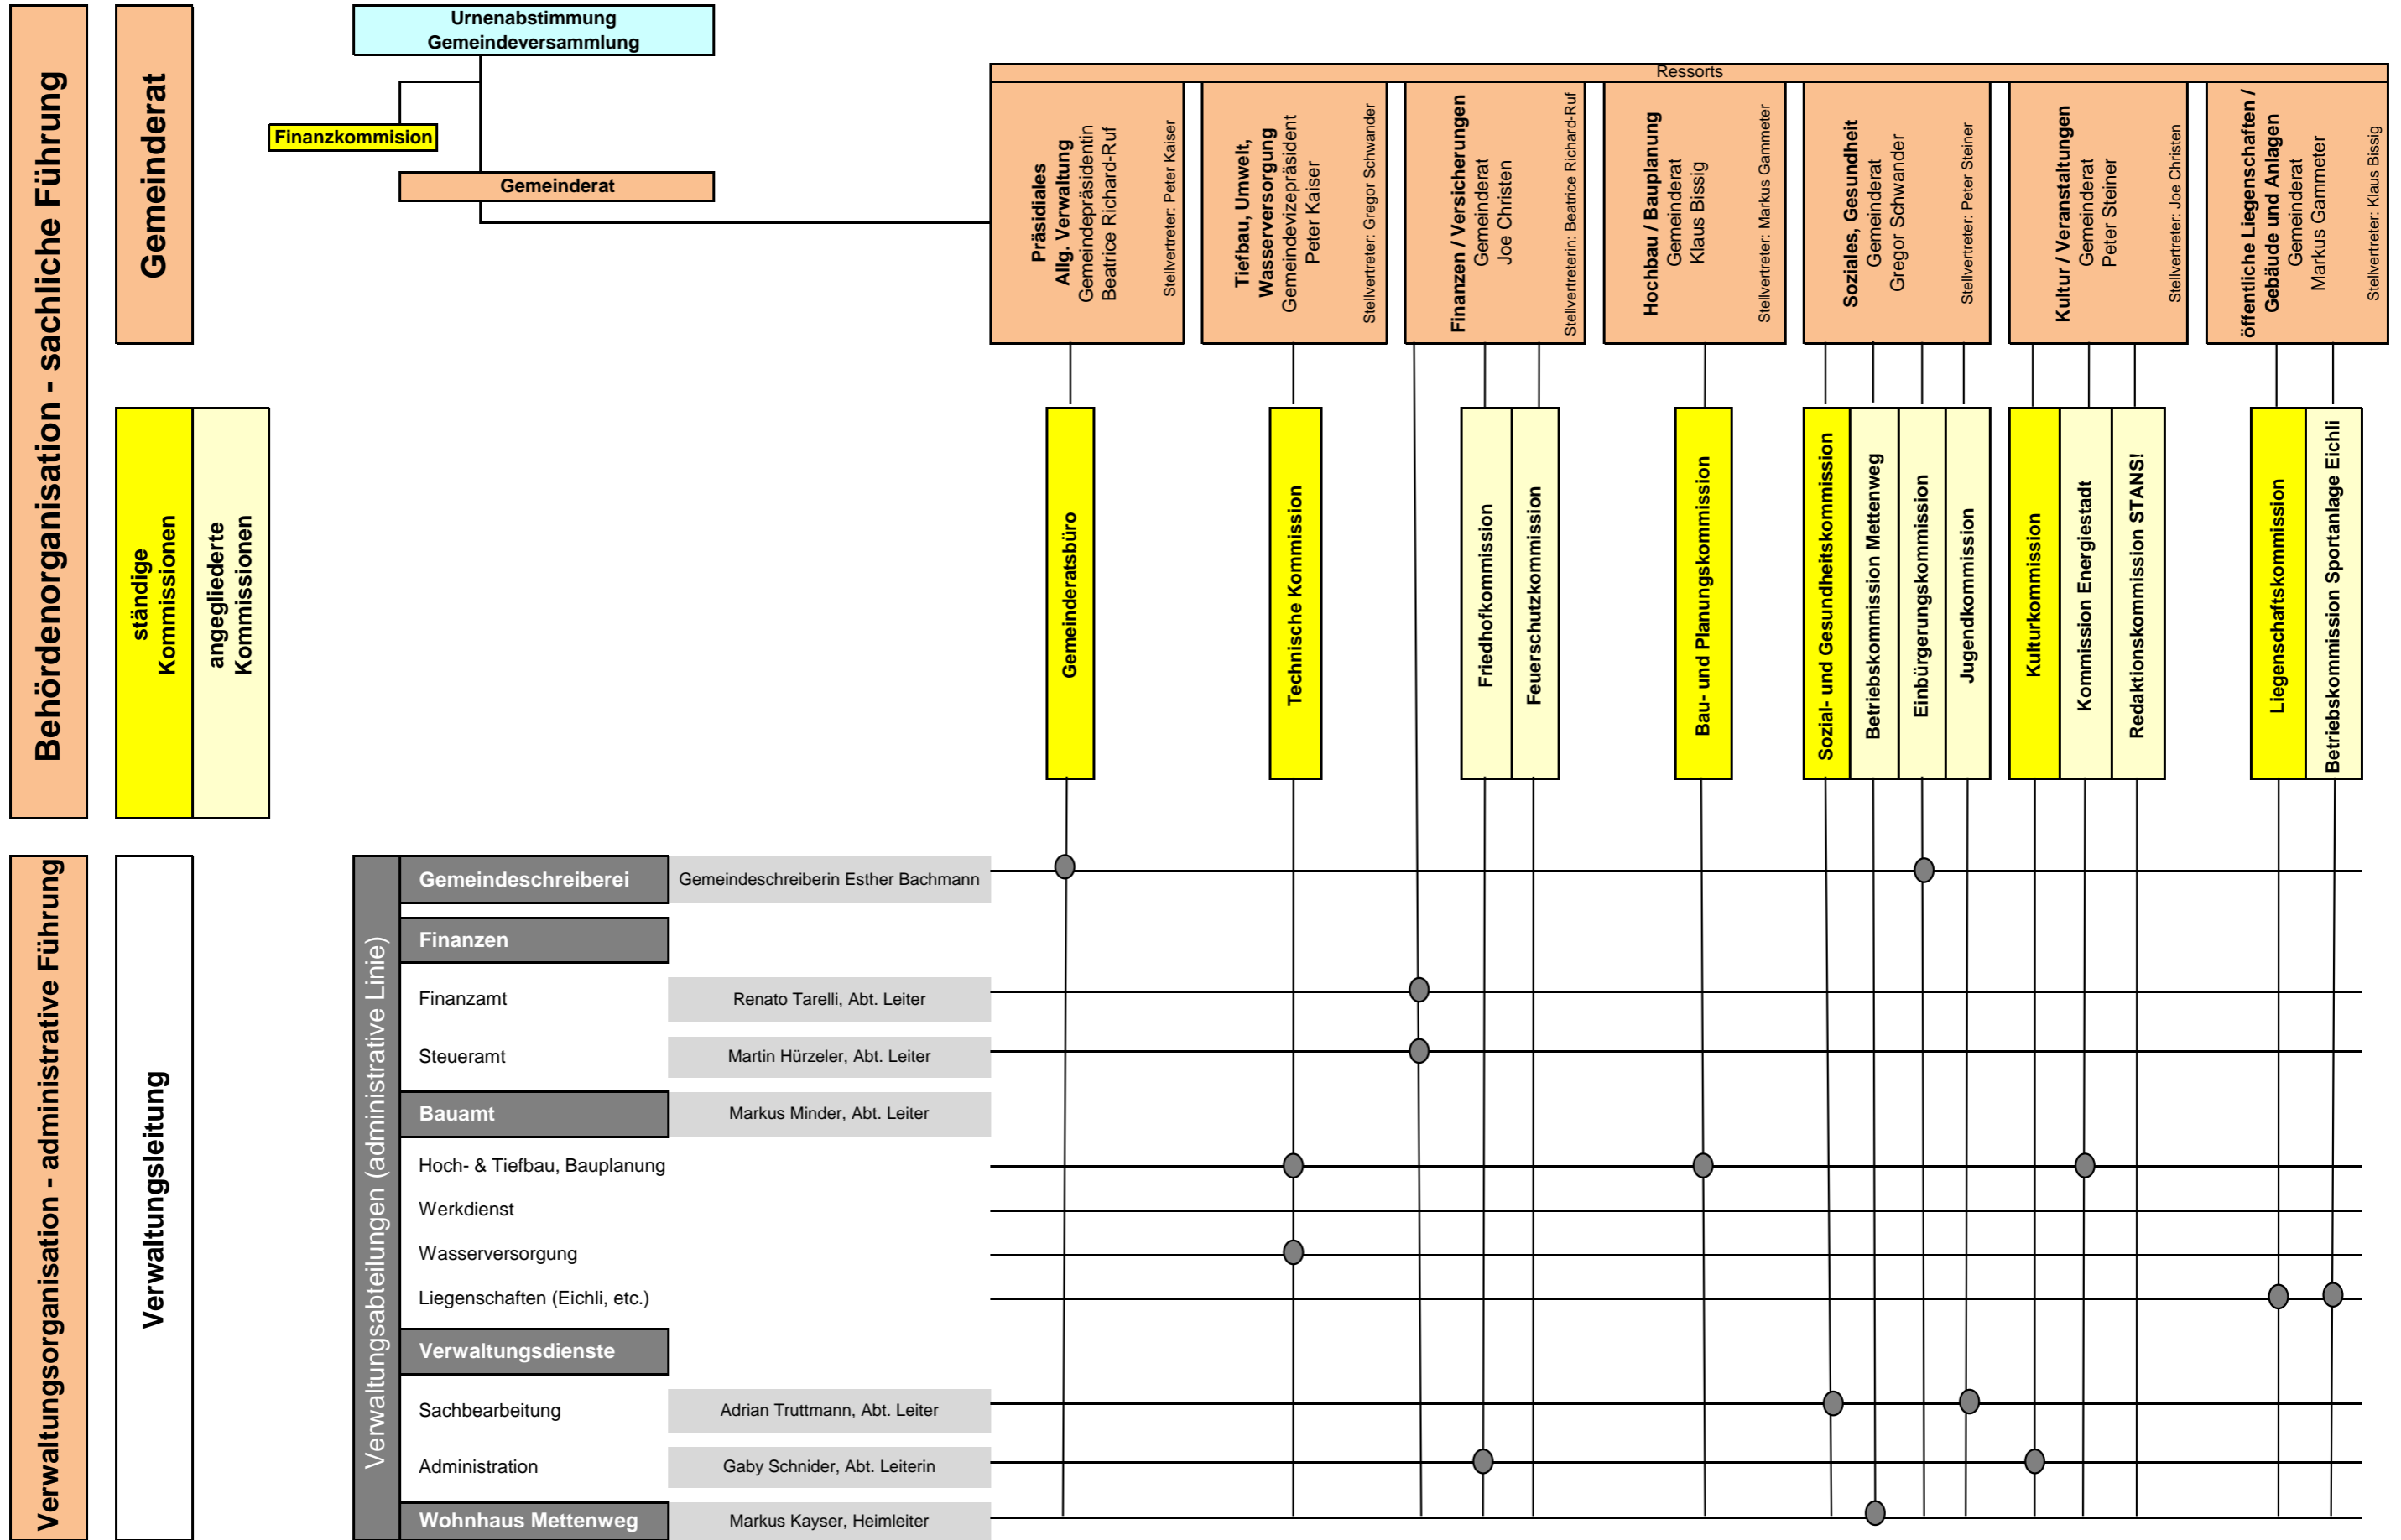 Behördenorganisation - sachliche Führung
Gemeinderat
Urnenabstimmung
Gemeindeversammlung
Finanzkommision
Gemeinderat
Ressorts
Präsidiales
Allg. Verwaltung
Gemeindepräsidentin
Beatrice Richard-Ruf
Stellvertreter: Peter Kaiser
Tiefbau, Umwelt,
Wasserversorgung
Gemeindevizepräsident
Peter Kaiser
Stellvertreter: Gregor Schwander
Finanzen / Versicherungen
Gemeinderat
Joe Christen
Stellvertreterin: Beatrice Richard-Ruf
Hochbau / Bauplanung
Gemeinderat
Klaus Bissig
Stellvertreter: Markus Gammeter
Soziales, Gesundheit
Gemeinderat
Gregor Schwander
Stellvertreter: Peter Steiner
Kultur / Veranstaltungen
Gemeinderat
Peter Steiner
Stellvertreter: Joe Christen
öffentliche Liegenschaften /
Gebäude und Anlagen
Gemeinderat
Markus Gammeter
Stellvertreter: Klaus Bissig
ständige
Kommissionen
angegliederte
Kommissionen
Gemeinderatsbüro
Technische Kommission
Friedhofkommission
Feuerschutzkommission
Bau- und Planungskommission
Sozial- und Gesundheitskommission
Betriebskommission Mettenweg
Einbürgerungskommission
Jugendkommission
Kulturkommission
Kommission Energiestadt
Redaktionskommission STANS!
Liegenschaftskommission
Betriebskommission Sportanlage Eichli
Verwaltungsorganisation - administrative Führung
Verwaltungsleitung
Verwaltungsabteilungen (administrative Linie)
Gemeindeschreiberei
Gemeindeschreiberin Esther Bachmann
Finanzen
Finanzamt
Renato Tarelli, Abt. Leiter
Steueramt
Martin Hürzeler, Abt. Leiter
Bauamt
Markus Minder, Abt. Leiter
Hoch- & Tiefbau, Bauplanung
Werkdienst
Wasserversorgung
Liegenschaften (Eichli, etc.)
Verwaltungsdienste
Sachbearbeitung
Adrian Truttmann, Abt. Leiter
Administration
Gaby Schnider, Abt. Leiterin
Wohnhaus Mettenweg
Markus Kayser, Heimleiter